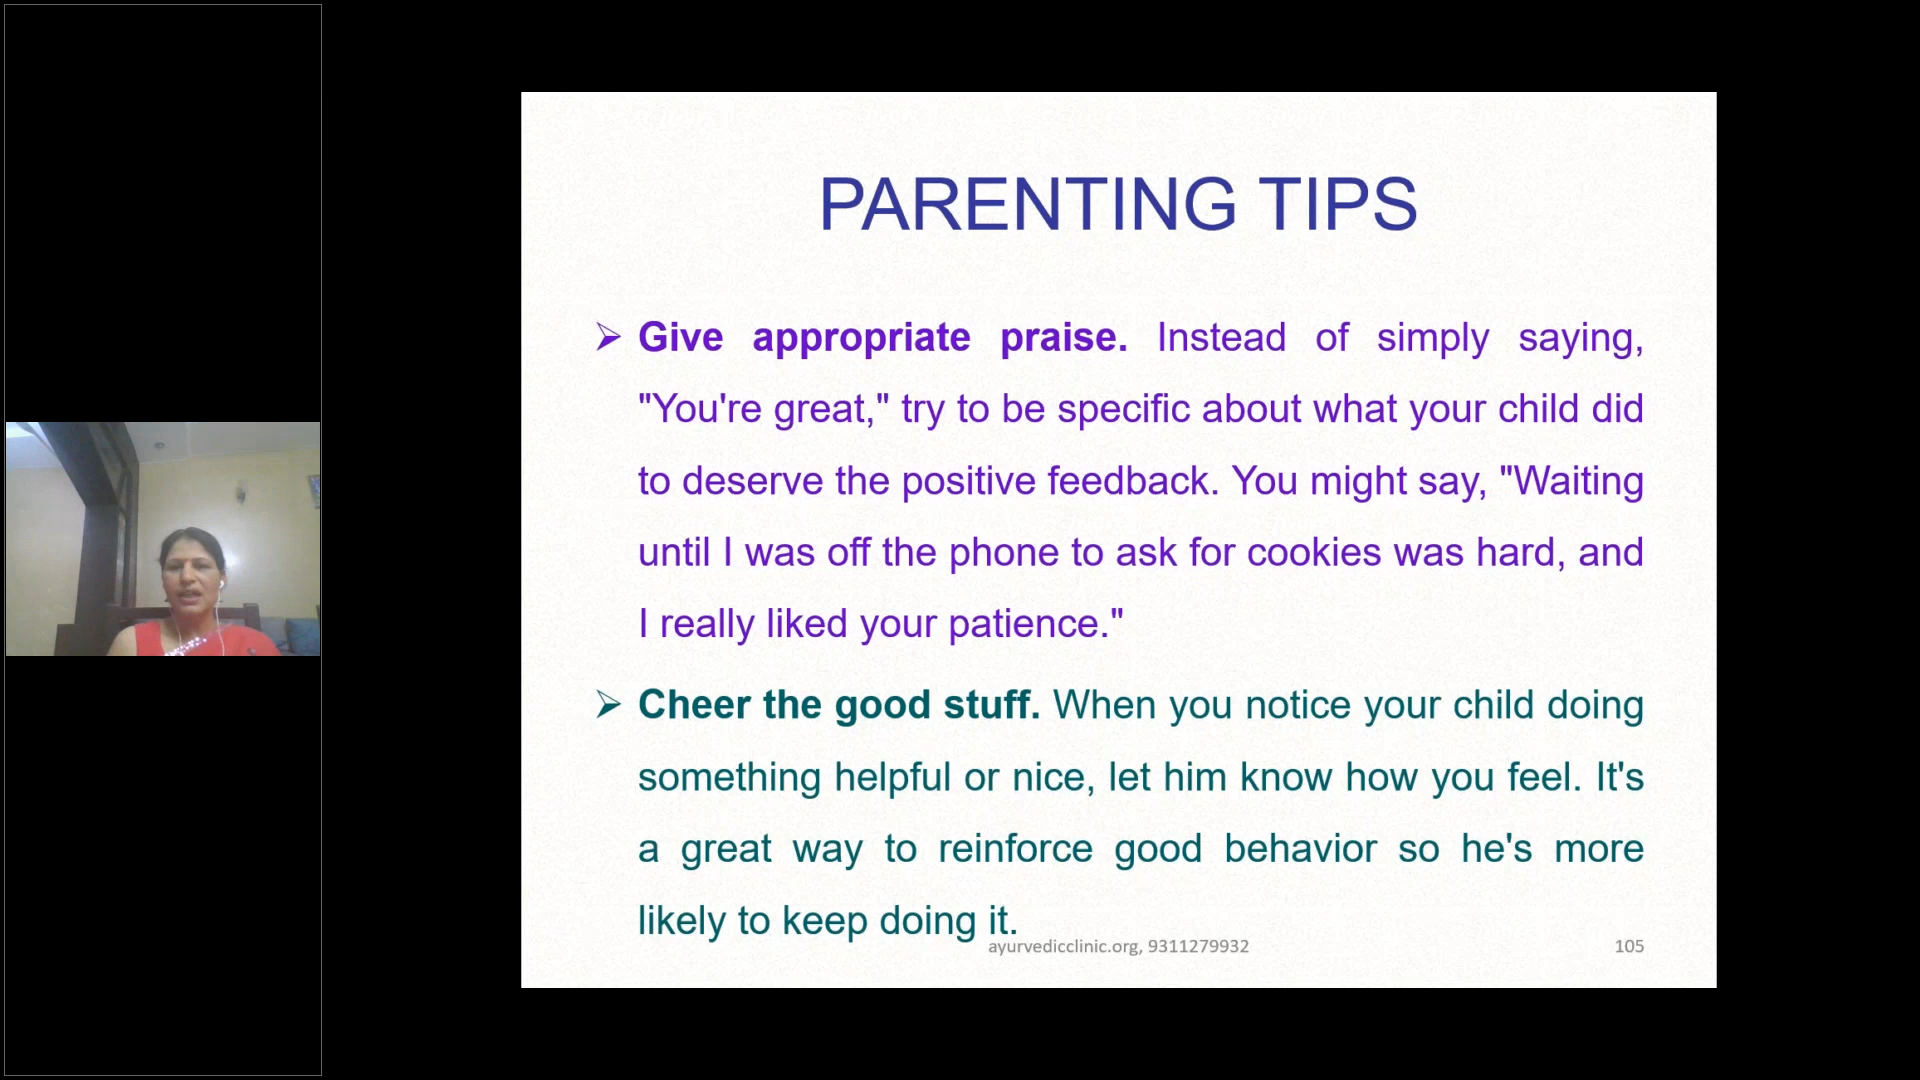 PARENTING TIPS
➢ Give appropriate praise. Instead of simply saying,
"You're great," try to be specific about what your child did
to deserve the positive feedback. You might say, "Waiting
until I was off the phone to ask for cookies was hard, and
I really liked your patience."
➢ Cheer the good stuff. When you notice your child doing
something helpful or nice, let him know how you feel. It's
a great way to reinforce good behavior so he's more
likely to keep doing it.
ayurvedicclinic.org, 9311279932
105